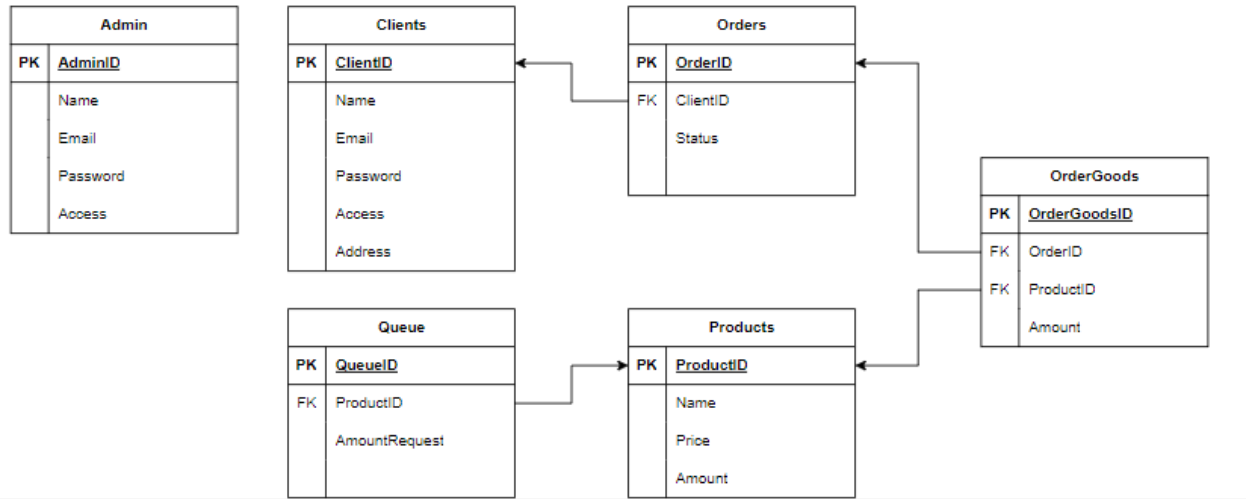 Admin
PK AdminID
Name
Email
Password
Access
Clients
PK ClientID
Name
Email
Password
Access
Address
Orders
PK OrderID
FK ClientID
Status
OrderGoods
PK OrderGoodsID
FK OrderID
FK ProductID
Amount
Queue
PK QueueID
FK ProductID
AmountRequest
Products
PK ProductID
Name
Price
Amount